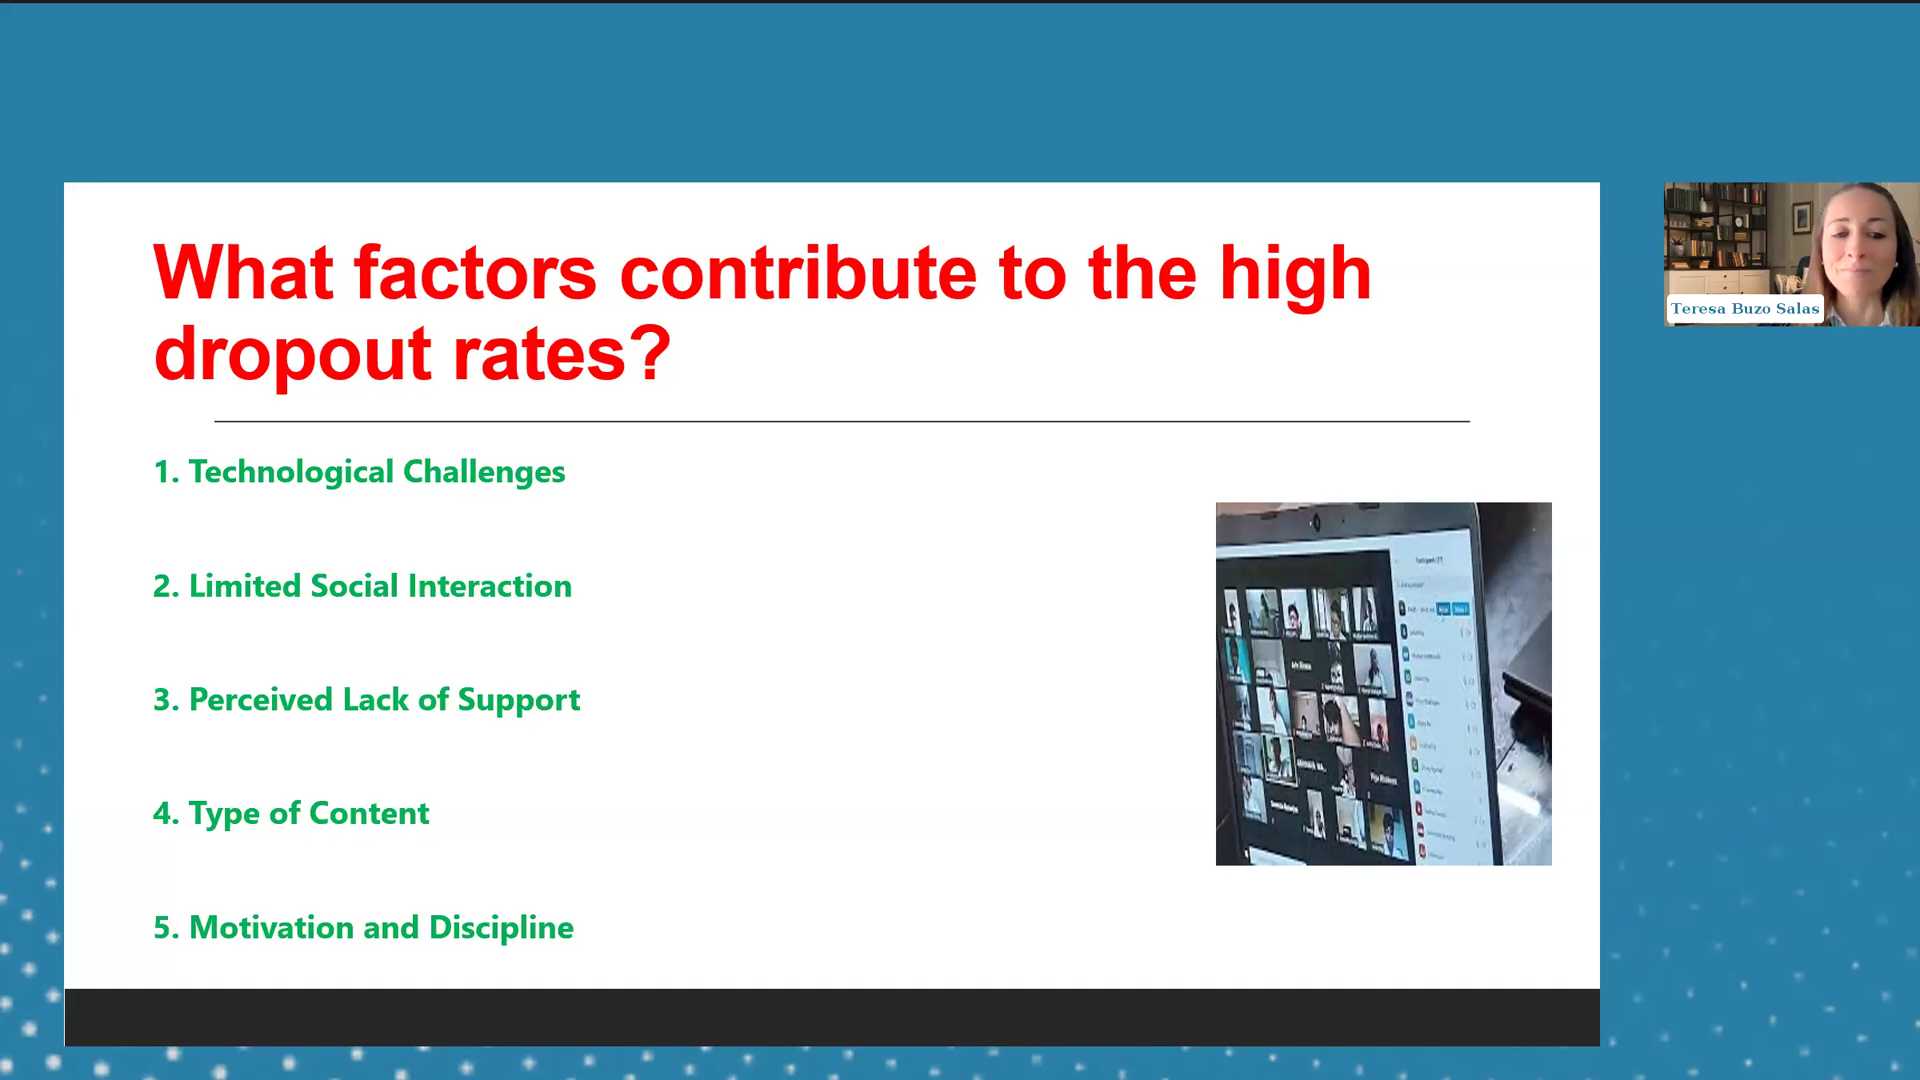 What factors contribute to the high
dropout rates?
1. Technological Challenges
2. Limited Social Interaction
3. Perceived Lack of Support
4. Type of Content
5. Motivation and Discipline
Teresa Buzo Salas